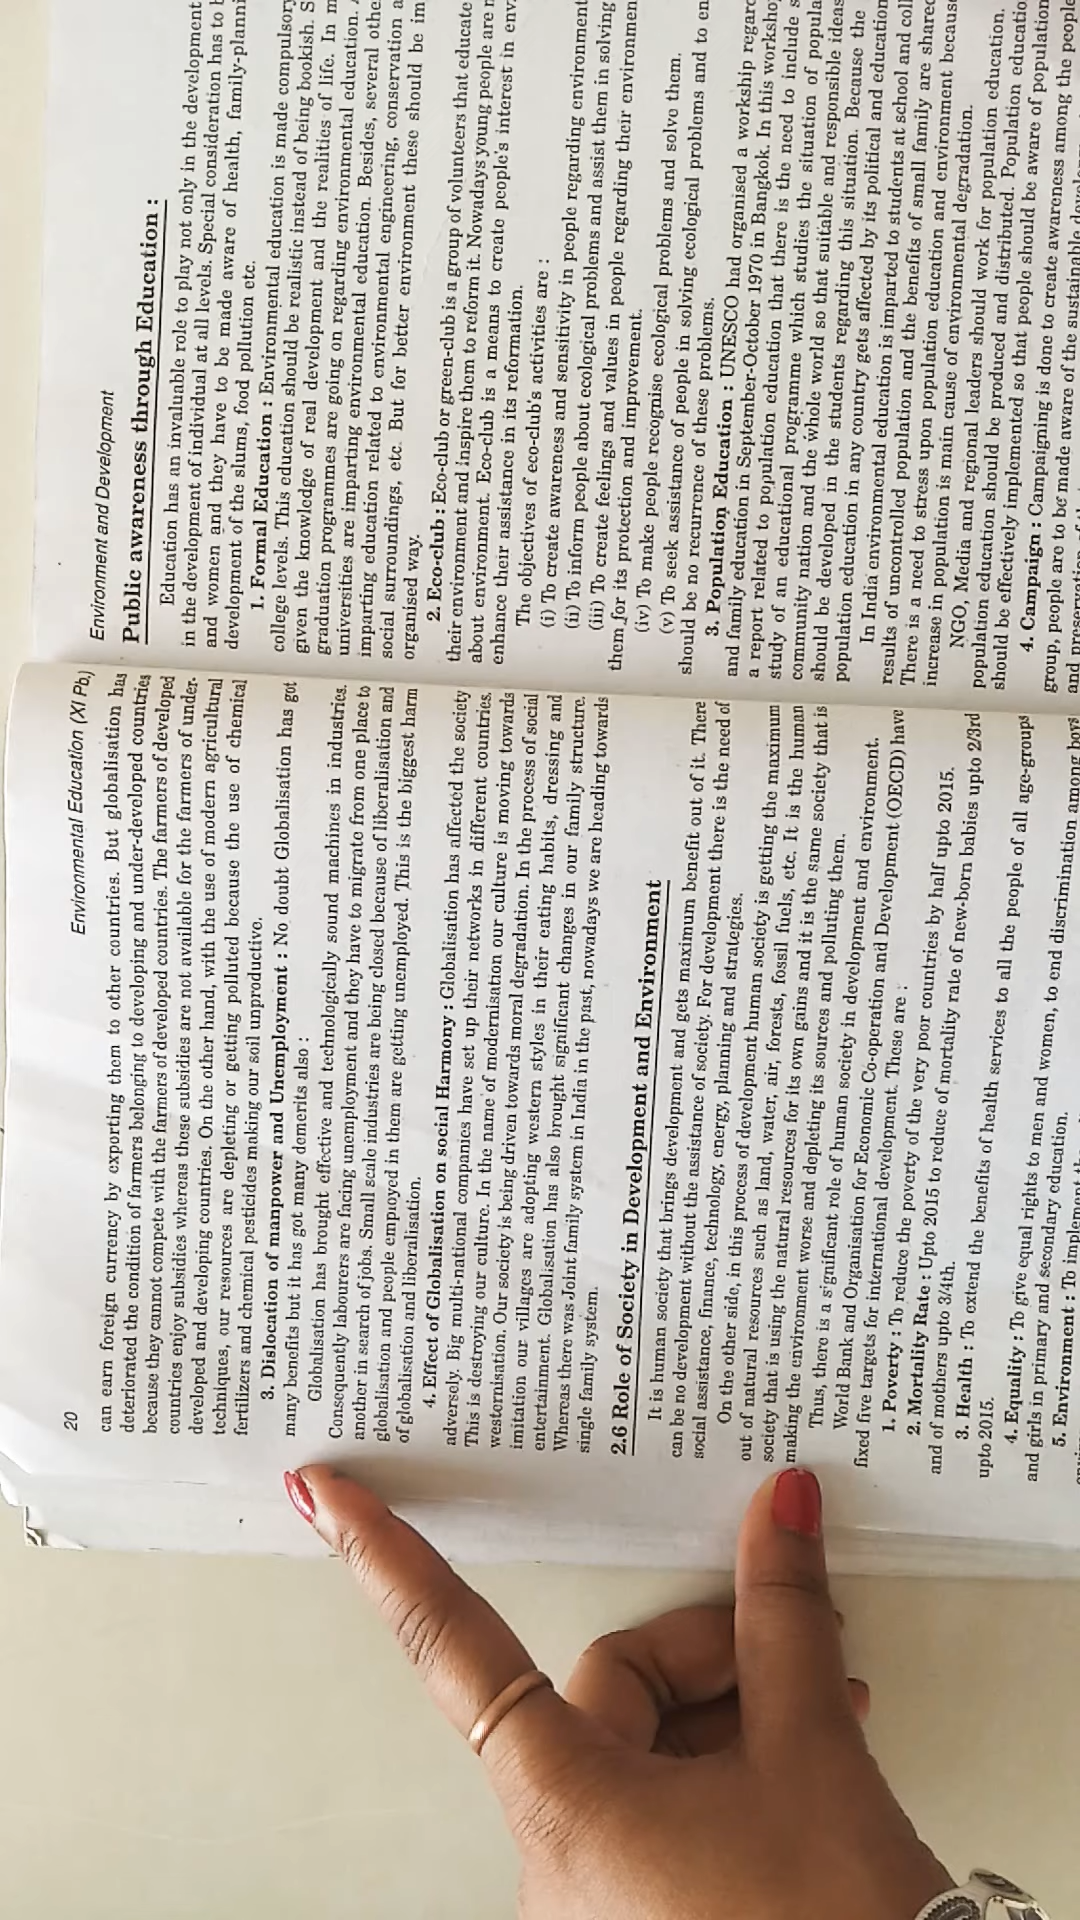 20
Environmental Education (XI Pb.)
can earn foreign currency by exporting them to other countries. But globalisation has
deteriorated the condition of farmers belonging to developing and under-developed countries
because they cannot compete with the farmers of developed countries. The farmers of developed
countries enjoy subsidies whereas these subsidies are not available for the farmers of under-
developed and developing countries. On the other hand, with the use of modern agricultural
techniques, our resources are depleting or getting polluted because the use of chemical
fertilizers and chemical pesticides making our soil unproductive.
3. Dislocation of manpower and Unemployment : No doubt Globalisation has got
many benefits but it has got many demerits also :
Globalisation has brought effective and technologically sound machines in industries.
Consequently labourers are facing unemployment and they have to migrate from one place to
another in search of jobs. Small scale industries are being closed because of liberalisation and
globalisation and people employed in them are getting unemployed. This is the biggest harm
of globalisation and liberalisation.
4. Effect of Globalisation on social Harmony : Globalisation has affected the society
adversely. Big multi-national companies have set up their networks in different countries.
This is destroying our culture. In the name of modernisation our culture is moving towards
westernisation. Our society is being driven towards moral degradation. In the process of social
imitation our villages are adopting western styles in their eating habits, dressing and
entertainment. Globalisation has also brought significant changes in our family structure.
Whereas there was Joint family system in India in the past, nowadays we are heading towards
single family system.
2.6 Role of Society in Development and Environment
It is human society that brings development and gets maximum benefit out of it. There
can be no development without the assistance of society. For development there is the need of
social assistance, finance, technology, energy, planning and strategies.
On the other side, in this process of development human society is getting the maximum
out of natural resources such as land, water, air, forests, fossil fuels, etc. It is the human
society that is using the natural resources for its own gains and it is the same society that is
making the environment worse and depleting its sources and polluting them.
Thus, there is a significant role of human society in development and environment.
World Bank and Organisation for Economic Co-operation and Development (OECD) have
fixed five targets for international development. These are :
1. Poverty : To reduce the poverty of the very poor countries by half upto 2015.
2. Mortality Rate : Upto 2015 to reduce of mortality rate of new-born babies upto 2/3rd
and of mothers upto 3/4th.
3. Health : To extend the benefits of health services to all the people of all age-groups
upto 2015.
4. Equality : To give equal rights to men and women, to end discrimination among boys
and girls in primary and secondary education.
5. Environment : To implement
Environment and Development
Public awareness through Education :
Education has an invaluable role to play not only in the development
in the development of individual at all levels. Special consideration has to
and women and they have to be made aware of health, family-planni
development of the slums, food pollution etc.
1. Formal Education : Environmental education is made compulsory
college levels. This education should be realistic instead of being bookish. S
given the knowledge of real development and the realities of life. In m
graduation programmes are going on regarding environmental education.
universities are imparting environmental education. Besides, several othe
imparting education related to environmental engineering, conservation a
social surroundings, etc. But for better environment these should be im
organised way.
2. Eco-club : Eco-club or green-club is a group of volunteers that educate
their environment and inspire them to reform it. Nowadays young people are
about environment. Eco-club is a means to create people's interest in env
enhance their assistance in its reformation.
The objectives of eco-club's activities are :
(i) To create awareness and sensitivity in people regarding environment
(ii) To inform people about ecological problems and assist them in solving
(iii) To create feelings and values in people regarding their environmen
them for its protection and improvement.
(iv) To make people recognise ecological problems and solve them.
(v) To seek assistance of people in solving ecological problems and to en
should be no recurrence of these problems.
3. Population Education : UNESCO had organised a workshop regard
and family education in September-October 1970 in Bangkok. In this workshop
a report related to population education that there is the need to include s
study of an educational programme which studies the situation of popula
community nation and the whole world so that suitable and responsible ideas
should be developed in the students regarding this situation. Because the
population education in any country gets affected by its political and education
In India environmental education is imparted to students at school and coll
results of uncontrolled population and the benefits of small family are shared
There is a need to stress upon population education and environment because
increase in population is main cause of environmental degradation.
NGO, Media and regional leaders should work for population education.
population education should be produced and distributed. Population educatio
should be effectively implemented so that people should be aware of population
4. Campaign : Campaigning is done to create awareness among the people
group, people are to be made aware of the sustainable